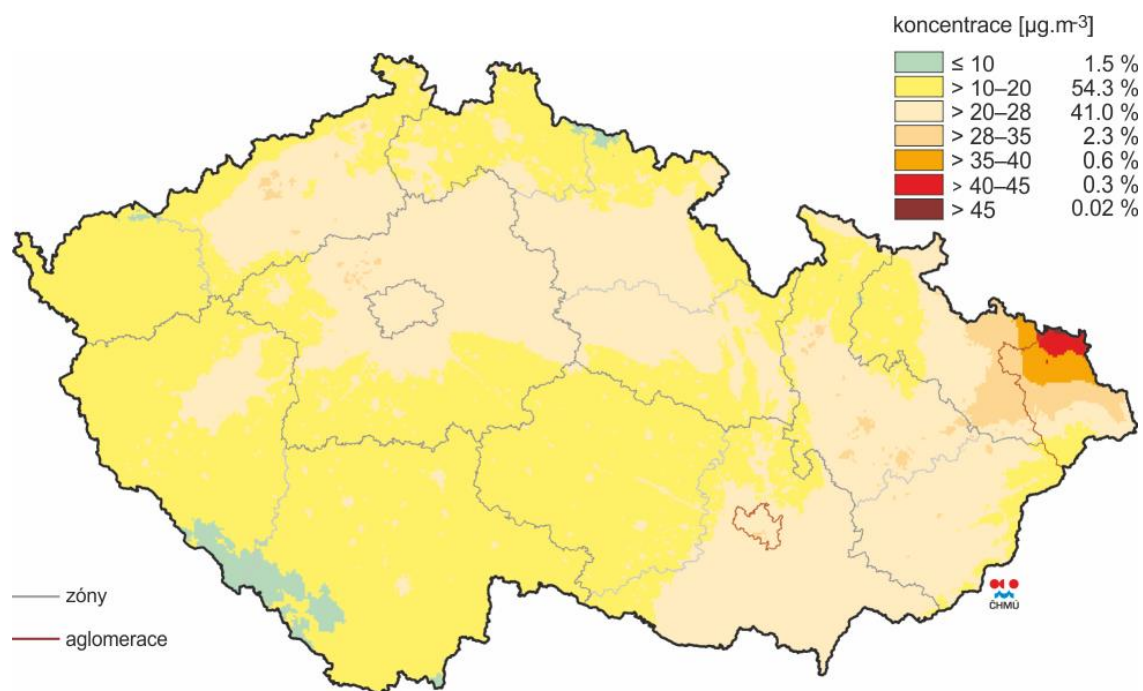 koncentrace [µg.m-3]
≤ 10 1.5 %
> 10–20 54.3 %
> 20–28 41.0 %
> 28–35 2.3 %
> 35–40 0.6 %
> 40–45 0.3 %
> 45 0.02 %
ČHMÚ
zóny
aglomerace